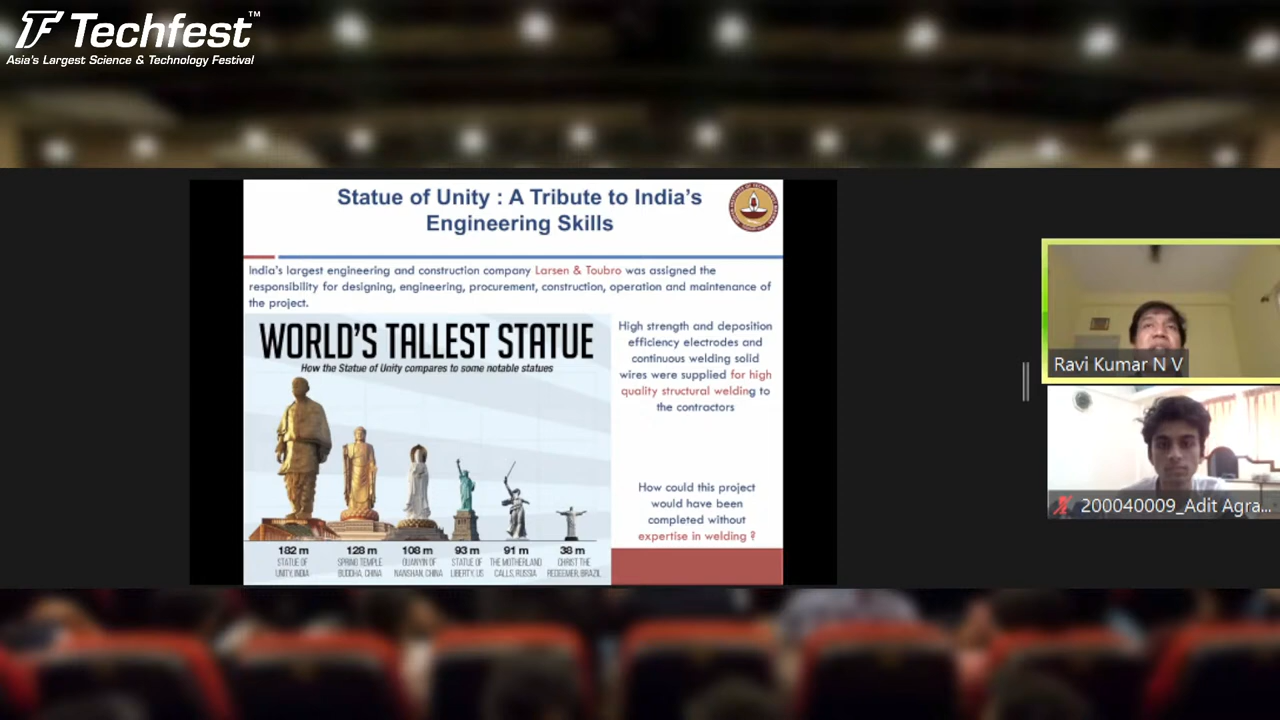 Techfest™
Asia's Largest Science & Technology Festival
Statue of Unity : A Tribute to India's
Engineering Skills
India's largest engineering and construction company Larsen & Toubro was assigned the
responsibility for designing, engineering, procurement, construction, operation and maintenance of
the project.
WORLD'S TALLEST STATUE
How the Statue of Unity compares to some notable statues
182 m
STATUE OF
UNITY, INDIA
128 m
SPRING TEMPLE
BUDDHA, CHINA
108 m
GUANYIN OF
NANSHAN, CHINA
93 m
STATUE OF
LIBERTY, US
91 m
THE MOTHERLAND
CALLS, RUSSIA
38 m
CHRIST THE
REDEEMER, BRAZIL
High strength and deposition
efficiency electrodes and
continuous welding solid
wires were supplied for high
quality structural welding to
the contractors
How could this project
would have been
completed without
expertise in welding ?
Ravi Kumar N V
200040009_Adit Agra...